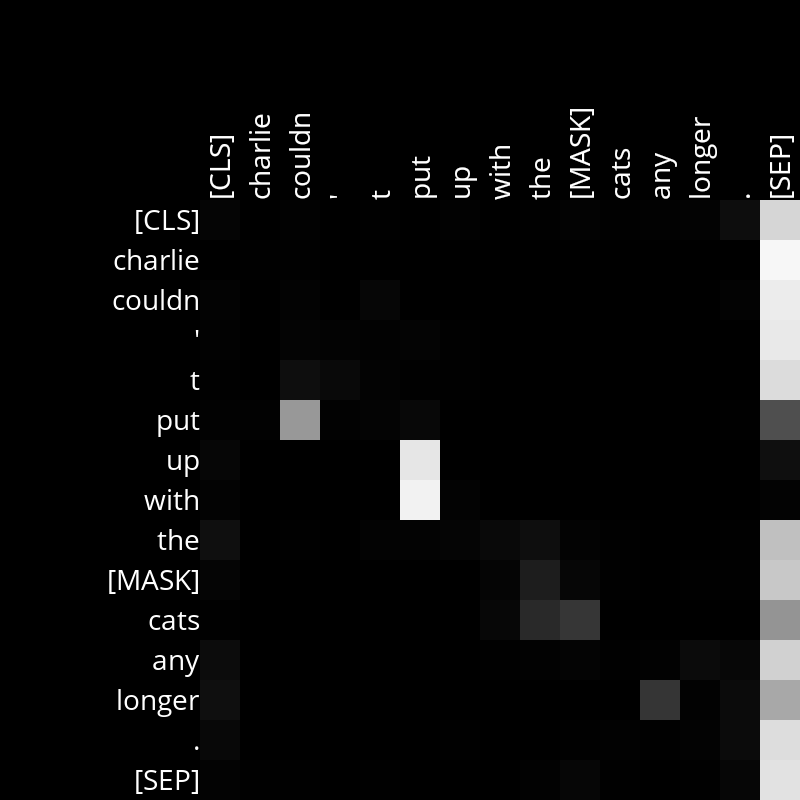 [CLS] charlie couldn ' t put up with the [MASK] cats any longer . [SEP]
[CLS]
charlie
couldn
'
t
put
up
with
the
[MASK]
cats
any
longer
.
[SEP]